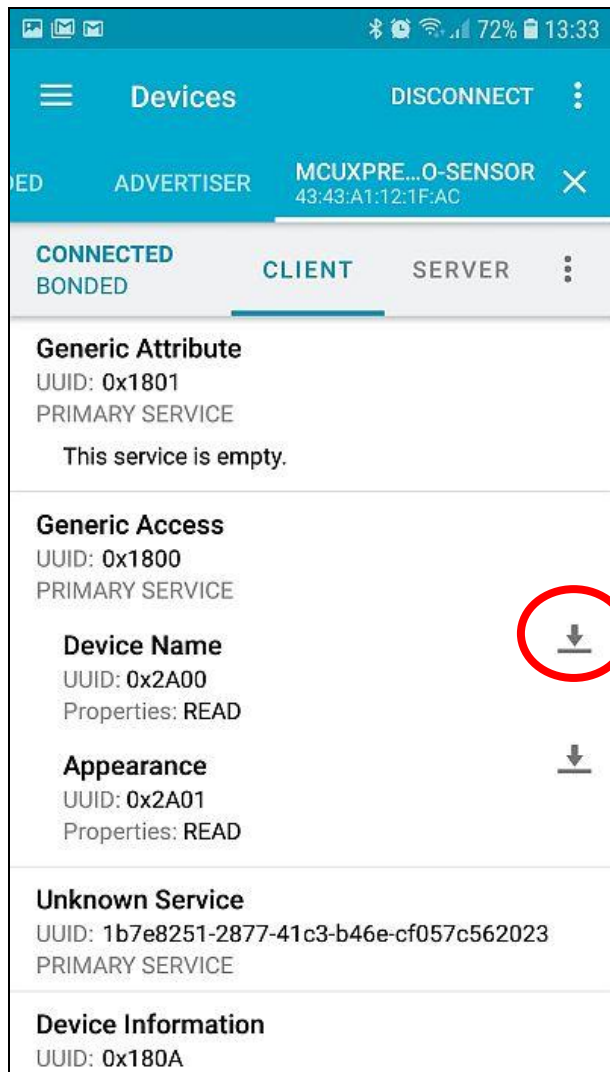 72% 13:33
Devices DISCONNECT
DED ADVERTISER MCUXPRE...O-SENSOR
43:43:A1:12:1F:AC
CONNECTED
BONDED CLIENT SERVER
Generic Attribute
UUID: 0x1801
PRIMARY SERVICE
This service is empty.
Generic Access
UUID: 0x1800
PRIMARY SERVICE
Device Name
UUID: 0x2A00
Properties: READ
Appearance
UUID: 0x2A01
Properties: READ
Unknown Service
UUID: 1b7e8251-2877-41c3-b46e-cf057c562023
PRIMARY SERVICE
Device Information
UUID: 0x180A